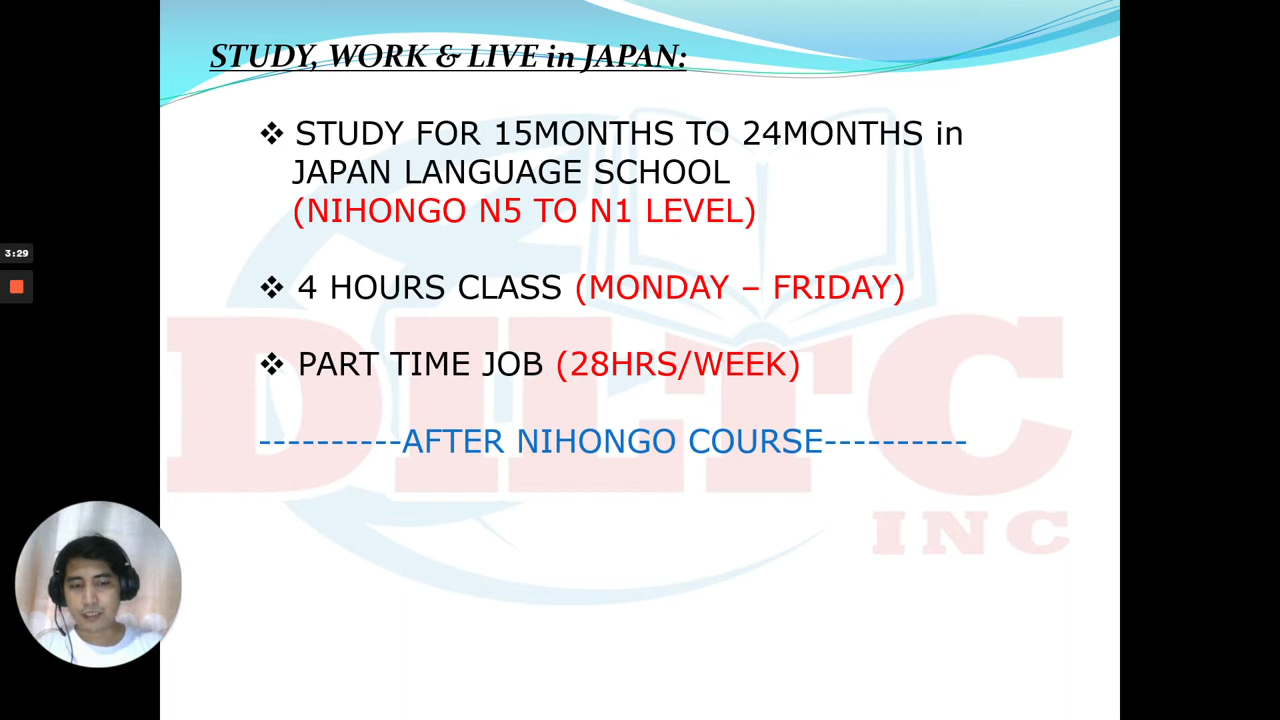 STUDY, WORK & LIVE in JAPAN:
❖ STUDY FOR 15MONTHS TO 24MONTHS in
JAPAN LANGUAGE SCHOOL
(NIHONGO N5 TO N1 LEVEL)
❖ 4 HOURS CLASS (MONDAY – FRIDAY)
❖ PART TIME JOB (28HRS/WEEK)
----------AFTER NIHONGO COURSE----------
DILTC
INC
3:29